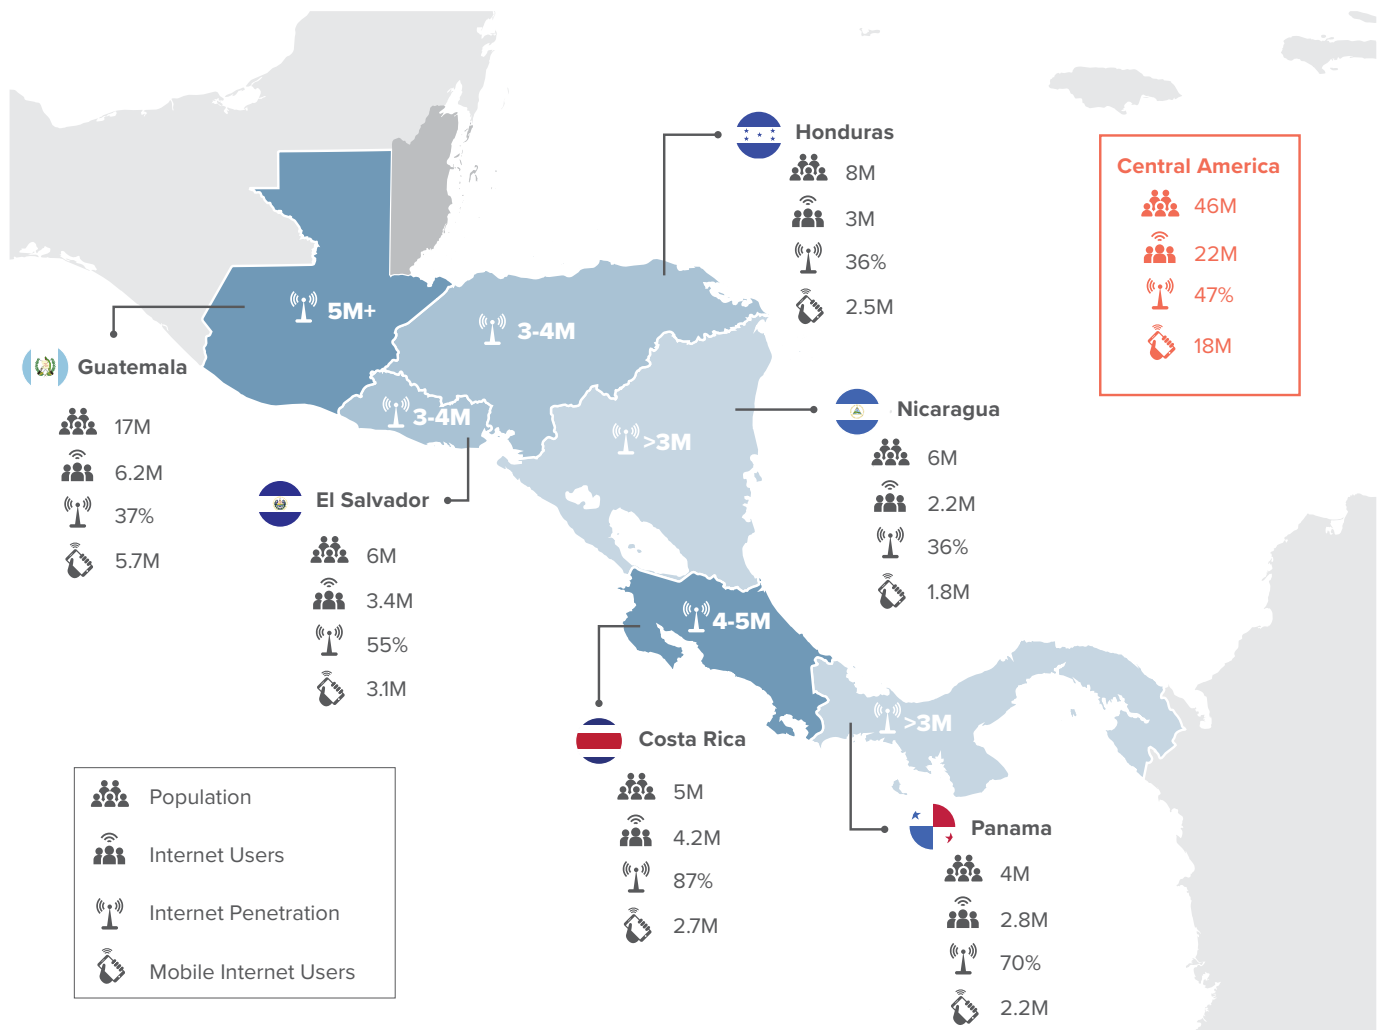 Honduras
8M
3M
36%
2.5M
Central America
46M
22M
47%
18M
5M+
3-4M
3-4M
>3M
4-5M
>3M
Guatemala
17M
6.2M
37%
5.7M
El Salvador
6M
3.4M
55%
3.1M
Nicaragua
6M
2.2M
36%
1.8M
Costa Rica
5M
4.2M
87%
2.7M
Panama
4M
2.8M
70%
2.2M
Population
Internet Users
Internet Penetration
Mobile Internet Users